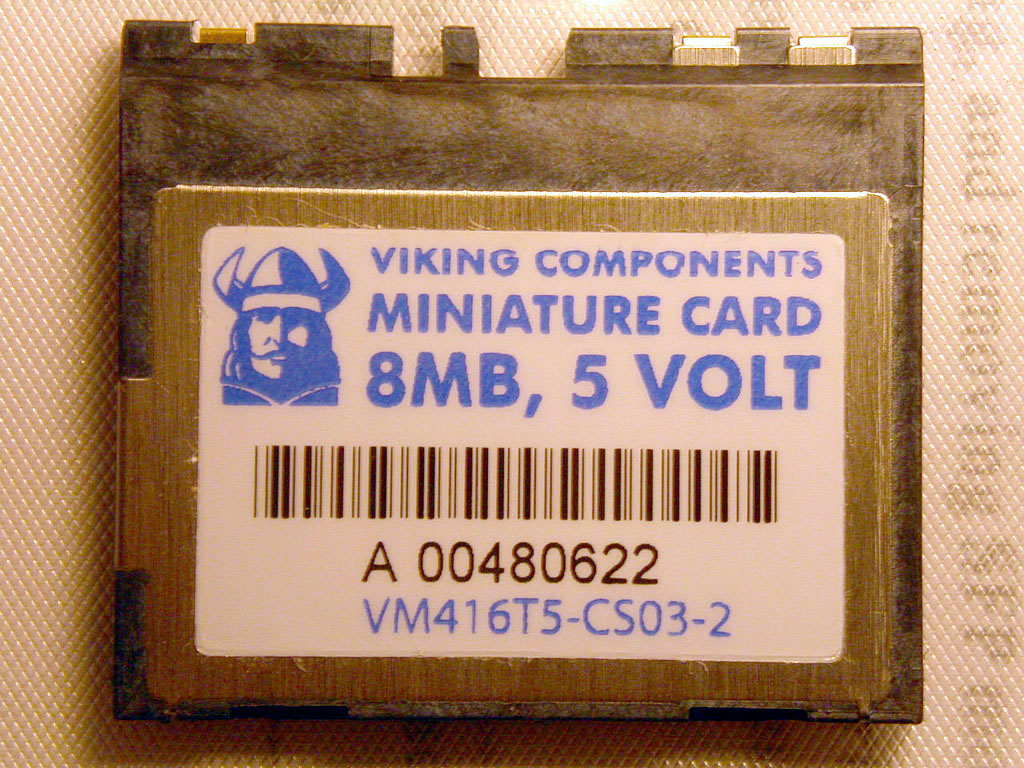 VIKING COMPONENTS
MINIATURE CARD
8MB, 5 VOLT
A 00480622
VM416T5-CS03-2